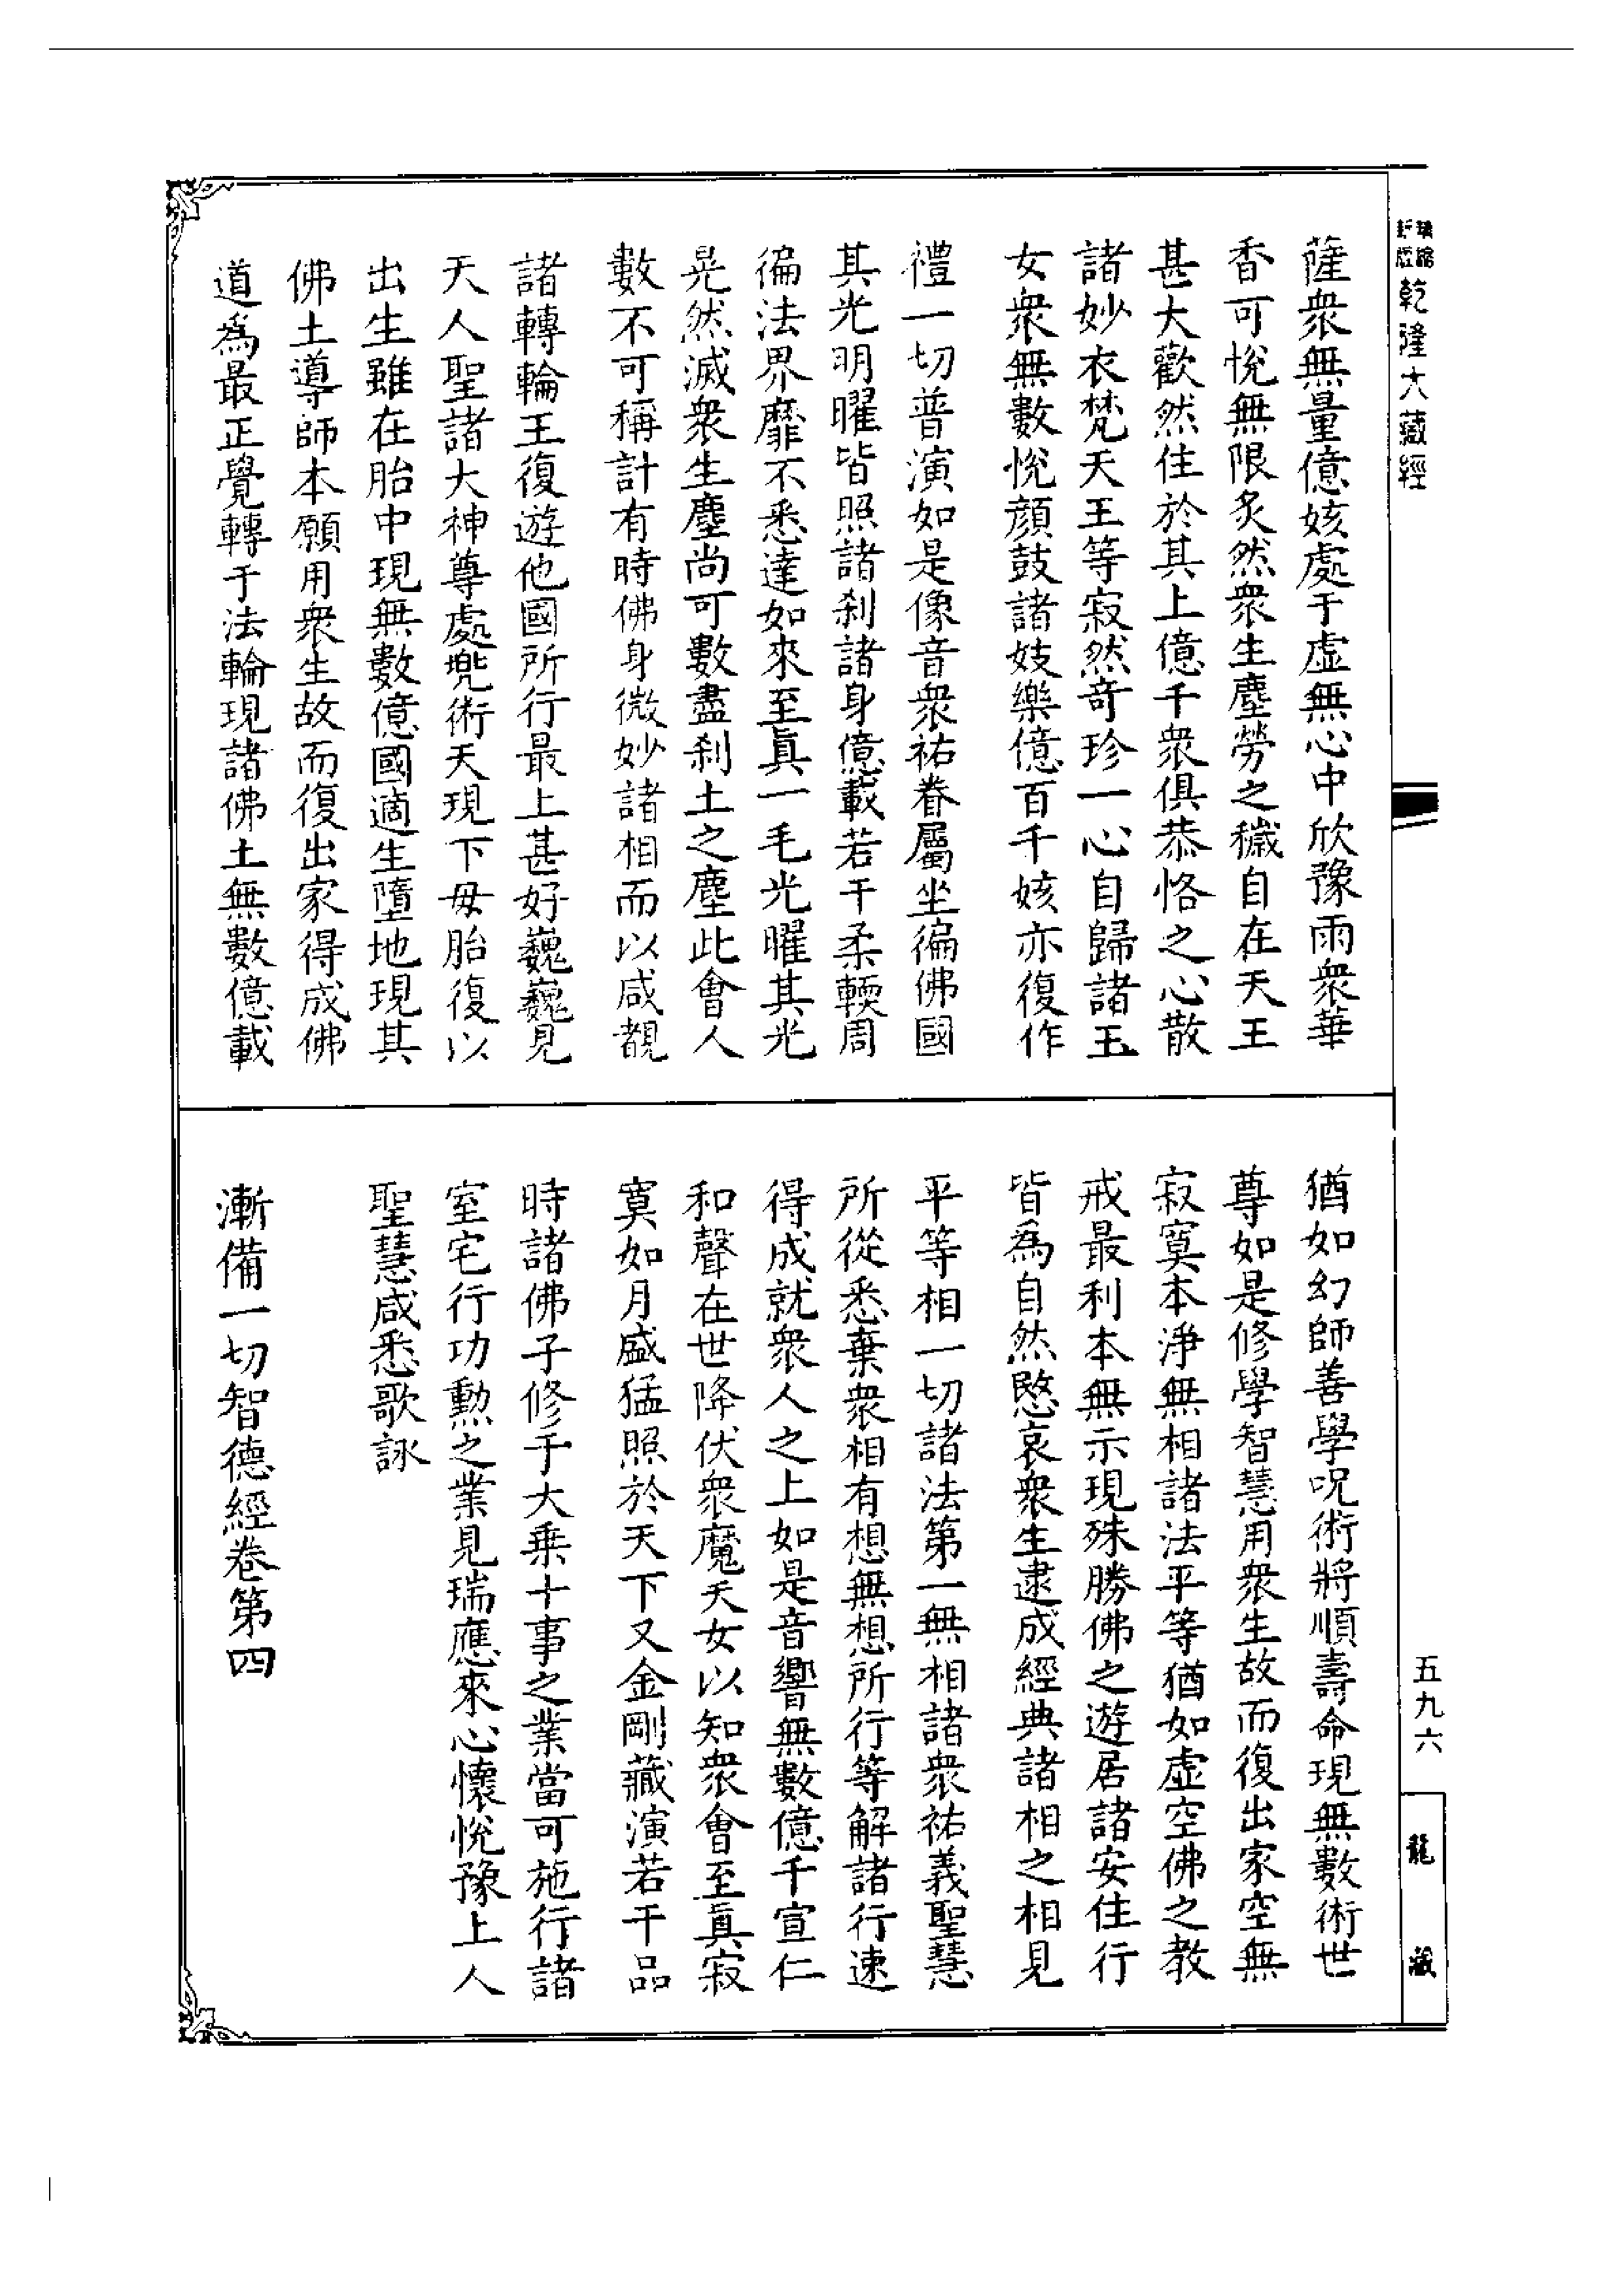 乾隆大藏經
薩衆無量億姟處于虛無心中欣豫雨衆華
香可悅無限炙然衆生塵勞之穢自在天王
甚大歡然住於其上億千衆俱恭恪之心散
諸妙衣梵天王等寂然奇珍一心自歸諸玉
女衆無數悅顔鼓諸妓樂億百千姟亦復作
禮一切普演如是像音衆祐眷屬坐徧佛國
其光明曜皆照諸刹諸身億載若干柔輭周
徧法界靡不悉達如來至眞一毛光曜其光
晃然滅衆生塵尚可數盡刹土之塵此會人
數不可稱計有時佛身微妙諸相而以咸覩
諸轉輪王復遊他國所行最上甚好巍巍見
天人聖諸大神尊處兜術天現下毋胎復以
出生雖在胎中現無數億國適生墮地現其
佛土導師本願用衆生故而復出家得成佛
道爲最正覺轉于法輪現諸佛土無數億載
猶如幻師善學呪術將順壽命現無數術世
尊如是修學智慧用衆生故而復出家空無
寂寞本淨無相諸法平等猶如虛空佛之教
戒最利本無示現殊勝佛之遊居諸安住行
皆爲自然愍哀衆生逮成經典諸相之相見
平等相一切諸法第一無相諸衆祐義聖慧
所從悉棄衆相有想無想所行等解諸行速
得成就衆人之上如是音響無數億千宣仁
和聲在世降伏衆魔天女以知衆會至眞寂
寞如月盛猛照於天下又金剛藏演若干品
時諸佛子修于大乗十事之業當可施行諸
室宅行功勲之業見瑞應來心懷悅豫上人
聖慧咸悉歌詠
漸備一切智德經卷第四
五九六
龍藏